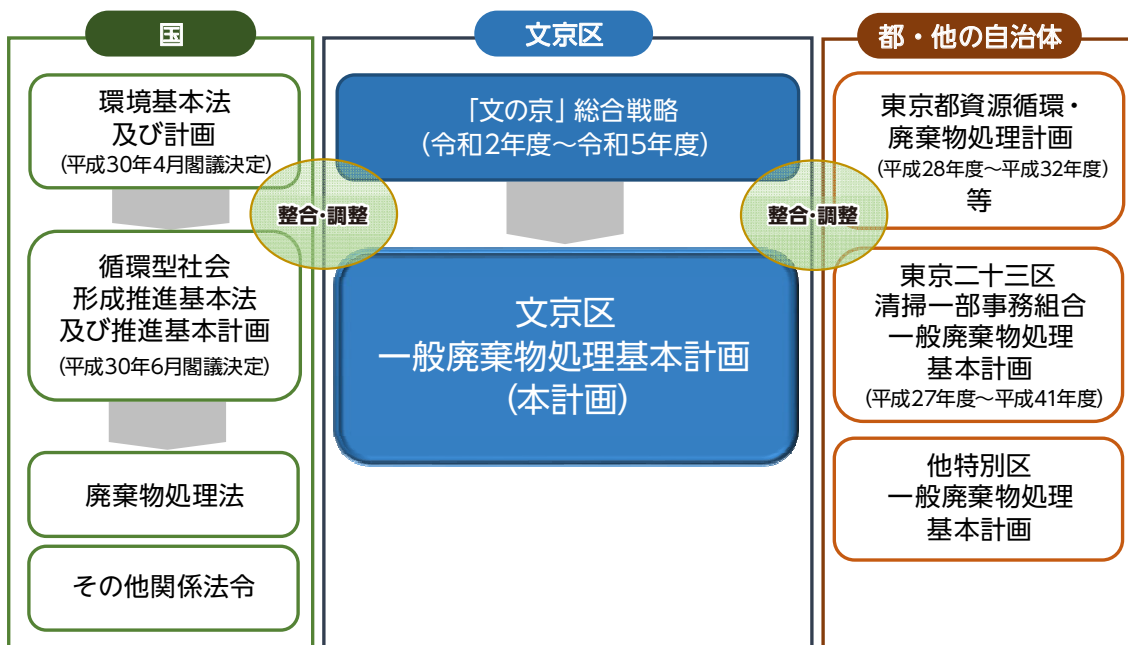 国
環境基本法
及び計画
(平成30年4月閣議決定)
循環型社会
形成推進基本法
及び推進基本計画
(平成30年6月閣議決定)
廃棄物処理法
その他関係法令
整合・調整
文京区
「文の京」総合戦略
(令和2年度~令和5年度)
文京区
一般廃棄物処理基本計画
(本計画)
整合・調整
都・他の自治体
東京都資源循環・
廃棄物処理計画
(平成28年度~平成32年度)
等
東京二十三区
清掃一部事務組合
一般廃棄物処理
基本計画
(平成27年度~平成41年度)
他特別区
一般廃棄物処理
基本計画